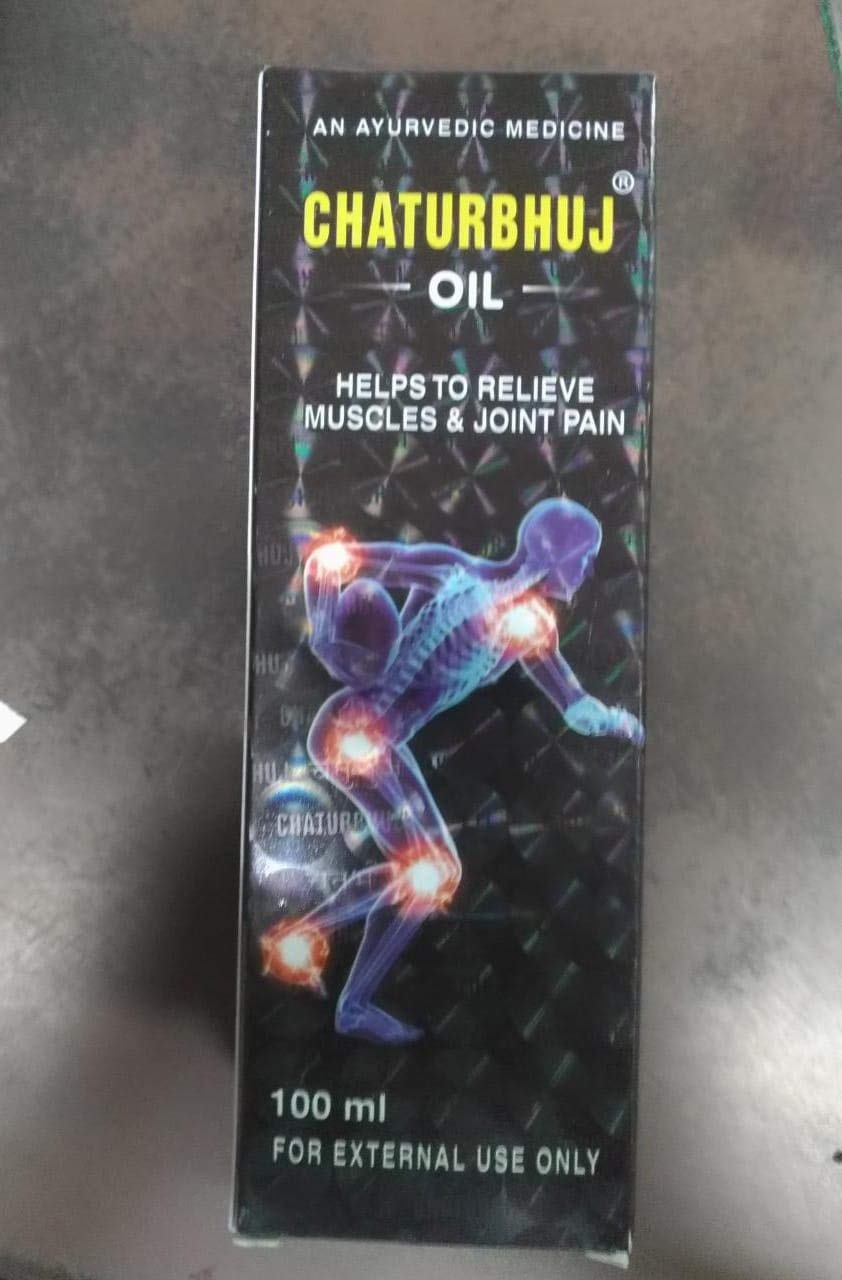 AN AYURVEDIC MEDICINE
CHATURBHUJ®
OIL
HELPS TO RELIEVE
MUSCLES & JOINT PAIN
100 ml
FOR EXTERNAL USE ONLY